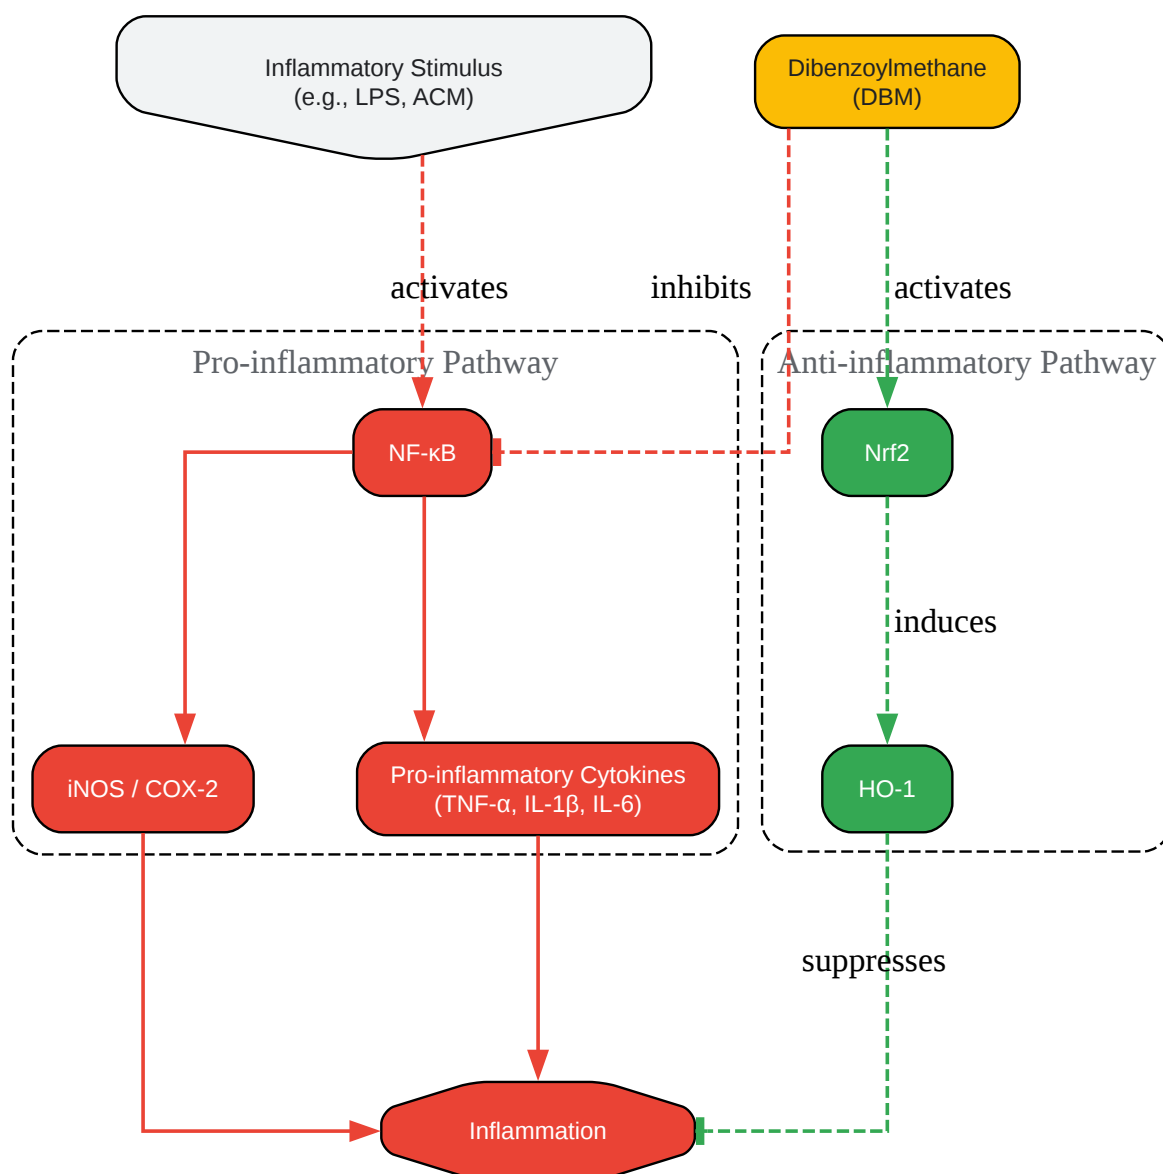 Inflammatory Stimulus
(e.g., LPS, ACM)
Dibenzoylmethane
(DBM)
activates
inhibits
activates
Pro-inflammatory Pathway
Anti-inflammatory Pathway
NF-κB
Nrf2
induces
iNOS / COX-2
Pro-inflammatory Cytokines
(TNF-α, IL-1β, IL-6)
HO-1
suppresses
Inflammation